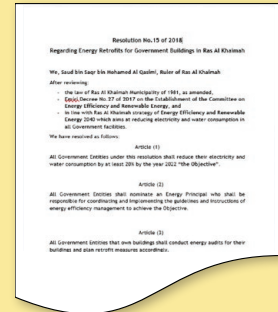 Resolution No.15 of 2018
Regarding Energy Retrofits for Government Buildings in Ras Al Khaimah
We, Saud bin Saqr bin Mohamed Al Qasimi, Ruler of Ras Al Khaimah
After reviewing:
- the law of Ras Al Khaimah Municipality of 1981, as amended,
- Emiri Decree No 27 of 2017 on the Establishment of the Committee on
Energy Efficiency and Renewable Energy, and
- in line with Ras Al Khaimah strategy of Energy Efficiency and Renewable
Energy 2040 which aims at reducing electricity and water consumption in
all Government facilities.
We have resolved as follows:
Article (1)
All Government Entities under this resolution shall reduce their electricity and
water consumption by at least 20% by the year 2022 “the Objective”.
Article (2)
All Government Entities shall nominate an Energy Principal who shall be
responsible for coordinating and implementing the guidelines and instructions of
energy efficiency management to achieve the Objective.
Article (3)
All Government Entities that own buildings shall conduct energy audits for their
buildings and plan retrofit measures accordingly.